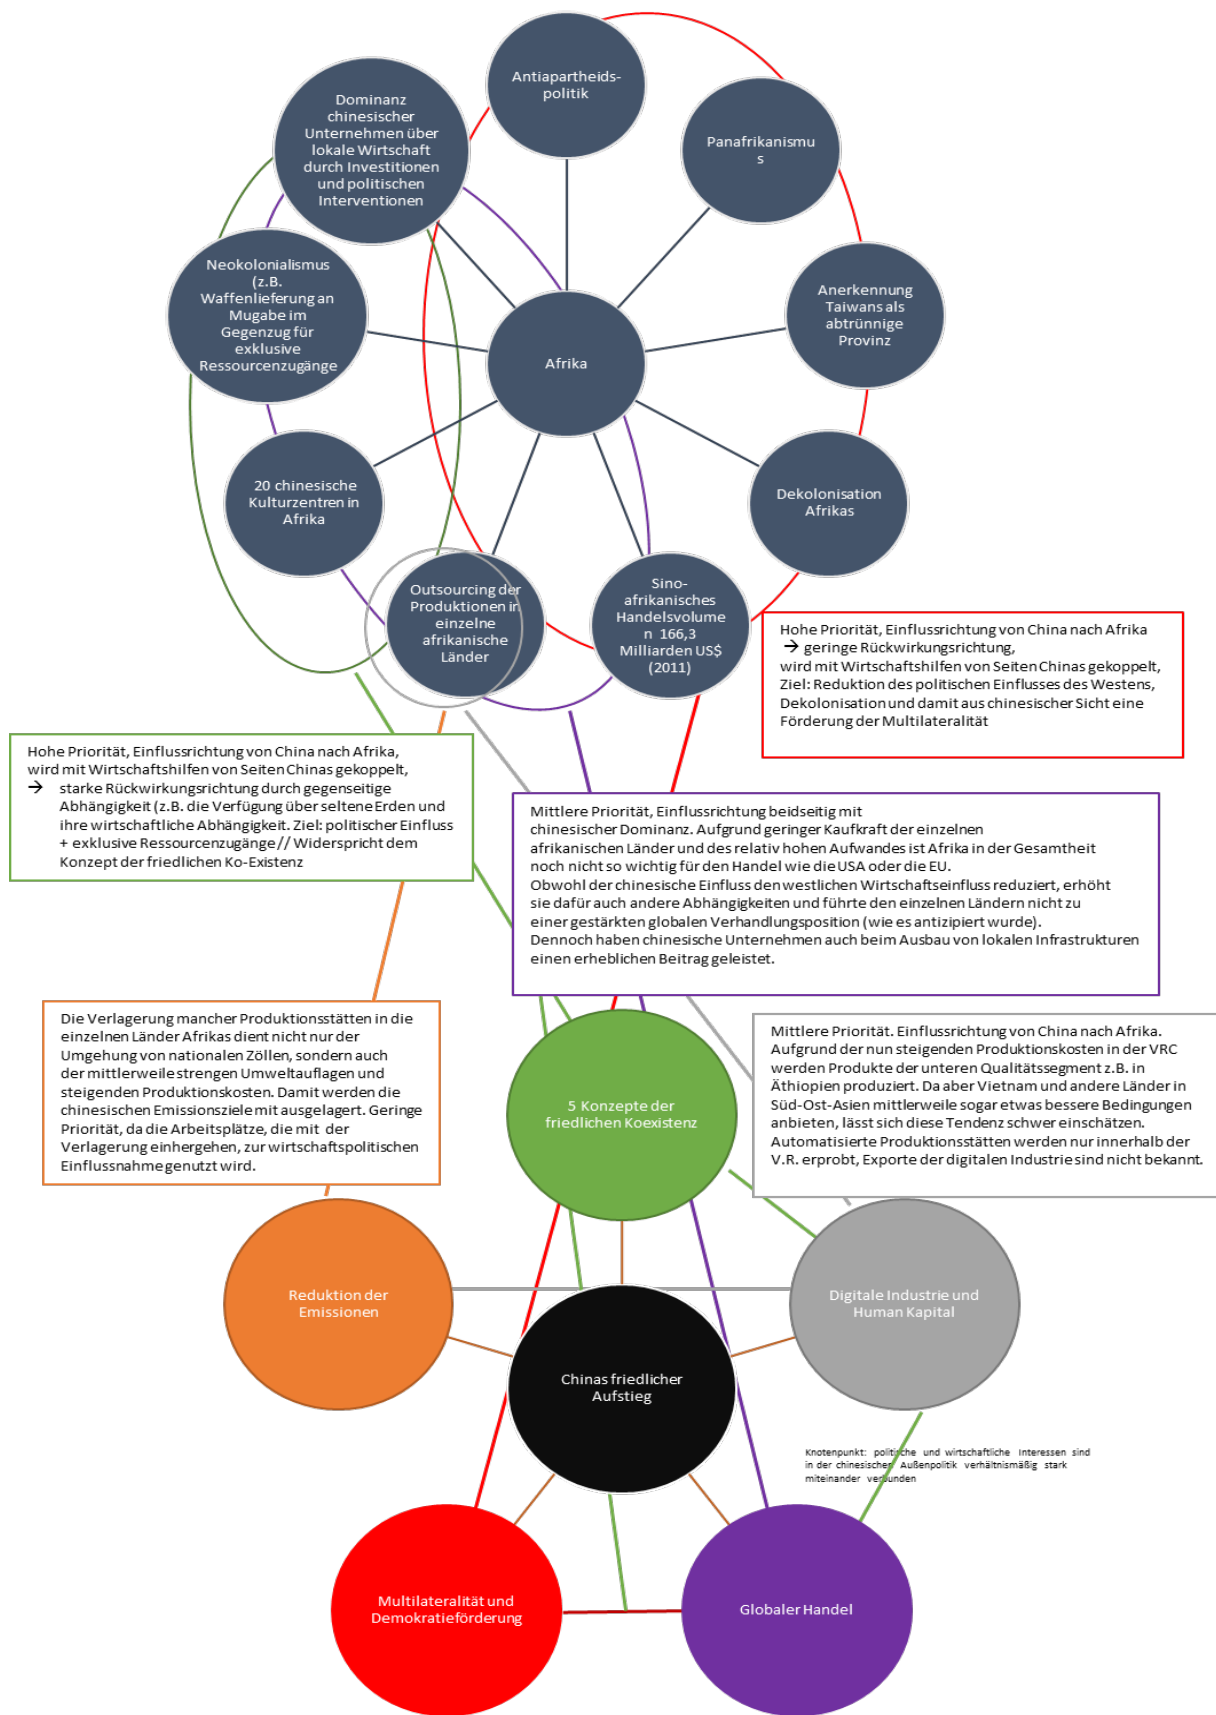 Antiapartheids-
politik
Dominanz
chinesischer
Unternehmen über
lokale Wirtschaft
durch Investitionen
und politischen
Interventionen
Panafrikanismu
s
Neokolonialismus
(z.B.
Waffenlieferung an
Mugabe im
Gegenzug für
exklusive
Ressourcenzugänge
Anerkennung
Taiwans als
abtrünnige
Provinz
Afrika
20 chinesische
Kulturzentren in
Afrika
Dekolonisation
Afrikas
Outsourcing der
Produktionen in
einzelne
afrikanische
Länder
Sino-
afrikanisches
Handelsvolume
n 166,3
Milliarden US$
(2011)
Hohe Priorität, Einflussrichtung von China nach Afrika
→ geringe Rückwirkungsrichtung,
wird mit Wirtschaftshilfen von Seiten Chinas gekoppelt,
Ziel: Reduktion des politischen Einflusses des Westens,
Dekolonisation und damit aus chinesischer Sicht eine
Förderung der Multilateralität
Hohe Priorität, Einflussrichtung von China nach Afrika,
wird mit Wirtschaftshilfen von Seiten Chinas gekoppelt,
→ starke Rückwirkungsrichtung durch gegenseitige
Abhängigkeit (z.B. die Verfügung über seltene Erden und
ihre wirtschaftliche Abhängigkeit. Ziel: politischer Einfluss
+ exklusive Ressourcenzugänge // Widerspricht dem
Konzept der friedlichen Ko-Existenz
Mittlere Priorität, Einflussrichtung beidseitig mit
chinesischer Dominanz. Aufgrund geringer Kaufkraft der einzelnen
afrikanischen Länder und des relativ hohen Aufwandes ist Afrika in der Gesamtheit
noch nicht so wichtig für den Handel wie die USA oder die EU.
Obwohl der chinesische Einfluss den westlichen Wirtschaftseinfluss reduziert, erhöht
sie dafür auch andere Abhängigkeiten und führte den einzelnen Ländern nicht zu
einer gestärkten globalen Verhandlungsposition (wie es antizipiert wurde).
Dennoch haben chinesische Unternehmen auch beim Ausbau von lokalen Infrastrukturen
einen erheblichen Beitrag geleistet.
Die Verlagerung mancher Produktionsstätten in die
einzelnen Länder Afrikas dient nicht nur der
Umgehung von nationalen Zöllen, sondern auch
der mittlerweile strengen Umweltauflagen und
steigenden Produktionskosten. Damit werden die
chinesischen Emissionsziele mit ausgelagert. Geringe
Priorität, da die Arbeitsplätze, die mit der
Verlagerung einhergehen, zur wirtschaftspolitischen
Einflussnahme genutzt wird.
Mittlere Priorität. Einflussrichtung von China nach Afrika.
Aufgrund der nun steigenden Produktionskosten in der VRC
werden Produkte der unteren Qualitätssegment z.B. in
Äthiopien produziert. Da aber Vietnam und andere Länder in
Süd-Ost-Asien mittlerweile sogar etwas bessere Bedingungen
anbieten, lässt sich diese Tendenz schwer einschätzen.
Automatisierte Produktionsstätten werden nur innerhalb der
V.R. erprobt, Exporte der digitalen Industrie sind nicht bekannt.
5 Konzepte der
friedlichen Koexistenz
Reduktion der
Emissionen
Digitale Industrie und
Human Kapital
Chinas friedlicher
Aufstieg
Knotenpunkt: politische und wirtschaftliche Interessen sind
in der chinesischen Außenpolitik verhältnismäßig stark
miteinander verbunden
Multilateralität und
Demokratieförderung
Globaler Handel